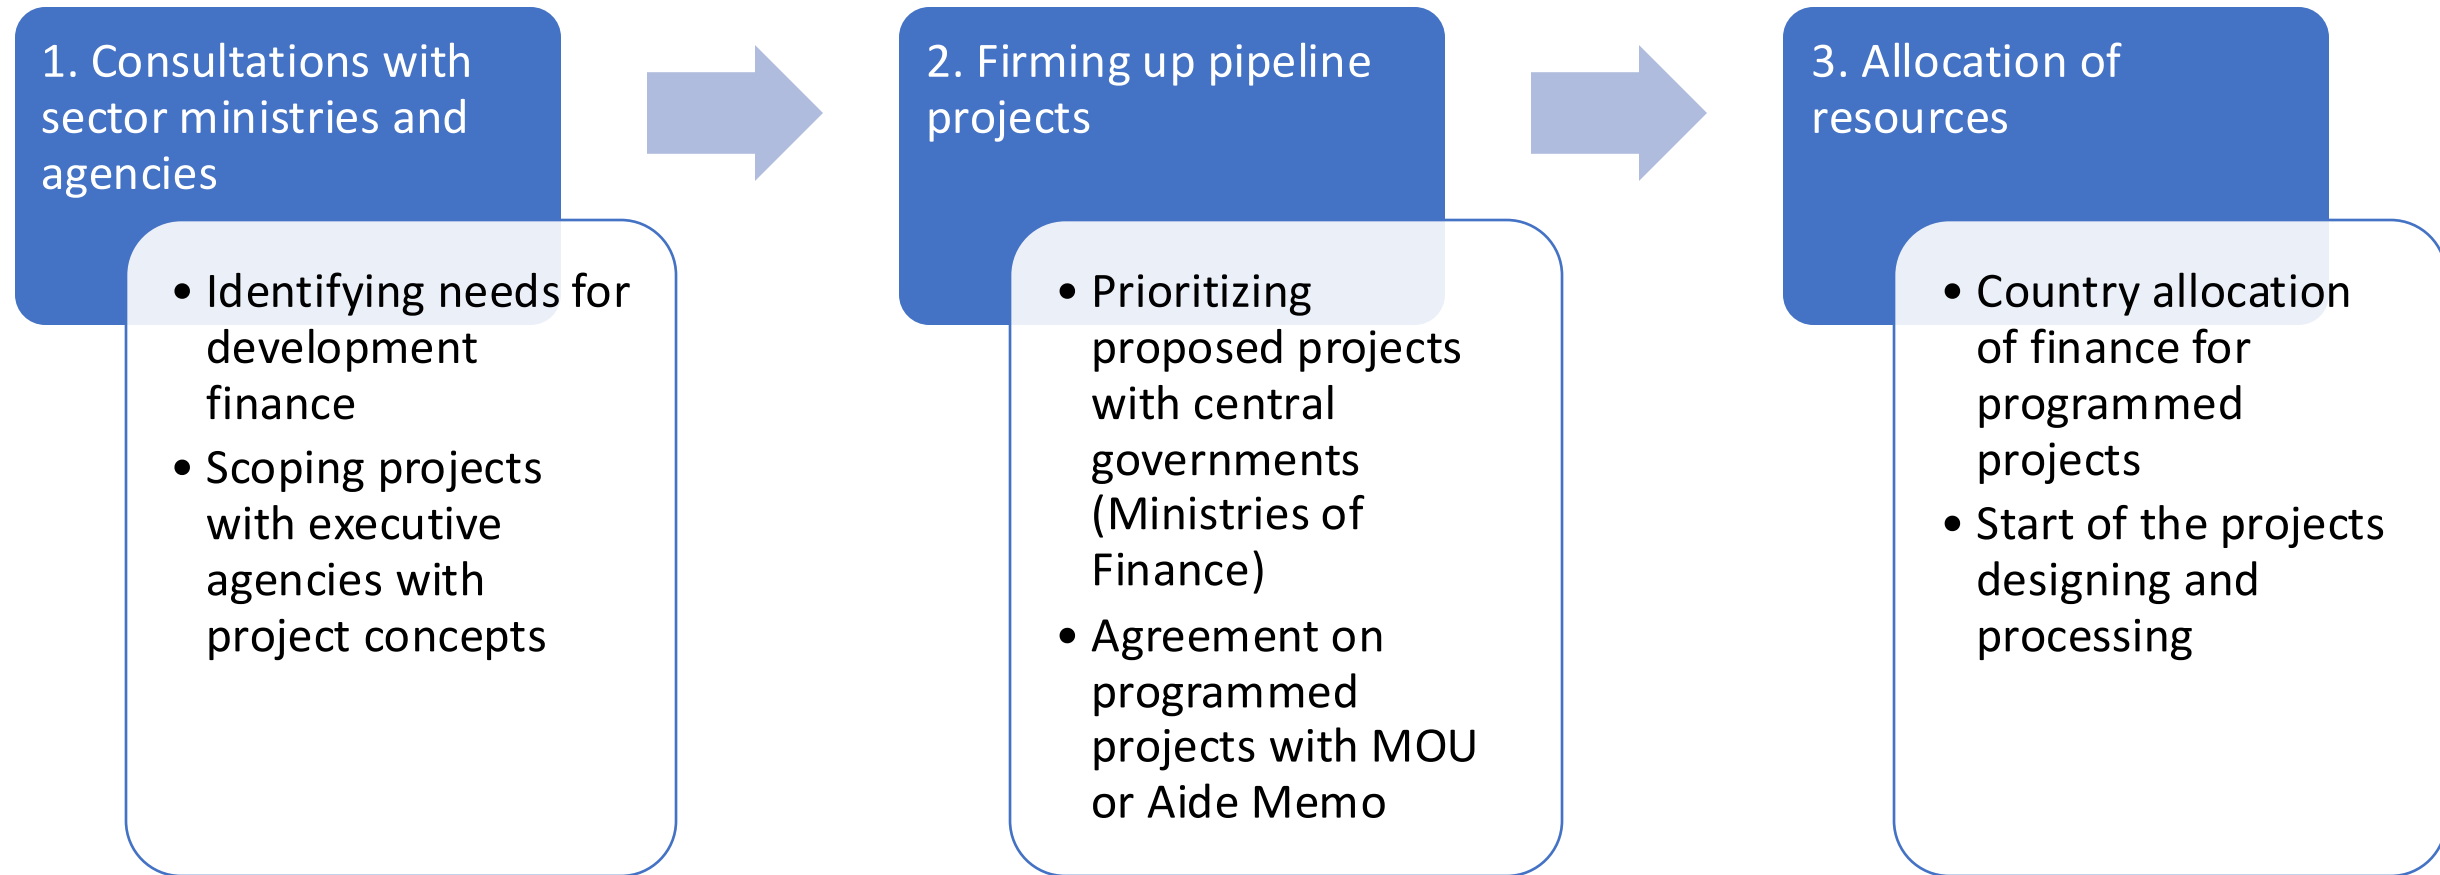 1. Consultations with
sector ministries and
agencies
• Identifying needs for
development
finance
• Scoping projects
with executive
agencies with
project concepts
2. Firming up pipeline
projects
• Prioritizing
proposed projects
with central
governments
(Ministries of
Finance)
• Agreement on
programmed
projects with MOU
or Aide Memo
3. Allocation of
resources
• Country allocation
of finance for
programmed
projects
• Start of the projects
designing and
processing